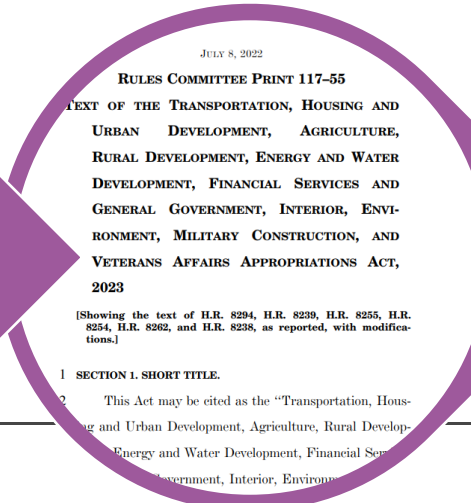 JULY 8, 2022
RULES COMMITTEE PRINT 117–55
TEXT OF THE TRANSPORTATION, HOUSING AND
URBAN DEVELOPMENT, AGRICULTURE,
RURAL DEVELOPMENT, ENERGY AND WATER
DEVELOPMENT, FINANCIAL SERVICES AND
GENERAL GOVERNMENT, INTERIOR, ENVI-
RONMENT, MILITARY CONSTRUCTION, AND
VETERANS AFFAIRS APPROPRIATIONS ACT,
2023
[Showing the text of H.R. 8294, H.R. 8239, H.R. 8255, H.R.
8254, H.R. 8262, and H.R. 8238, as reported, with modifica-
tions.]
1 SECTION 1. SHORT TITLE.
2 This Act may be cited as the “Transportation, Hous-
and Urban Development, Agriculture, Rural Develop-
Energy and Water Development, Financial
Interior,